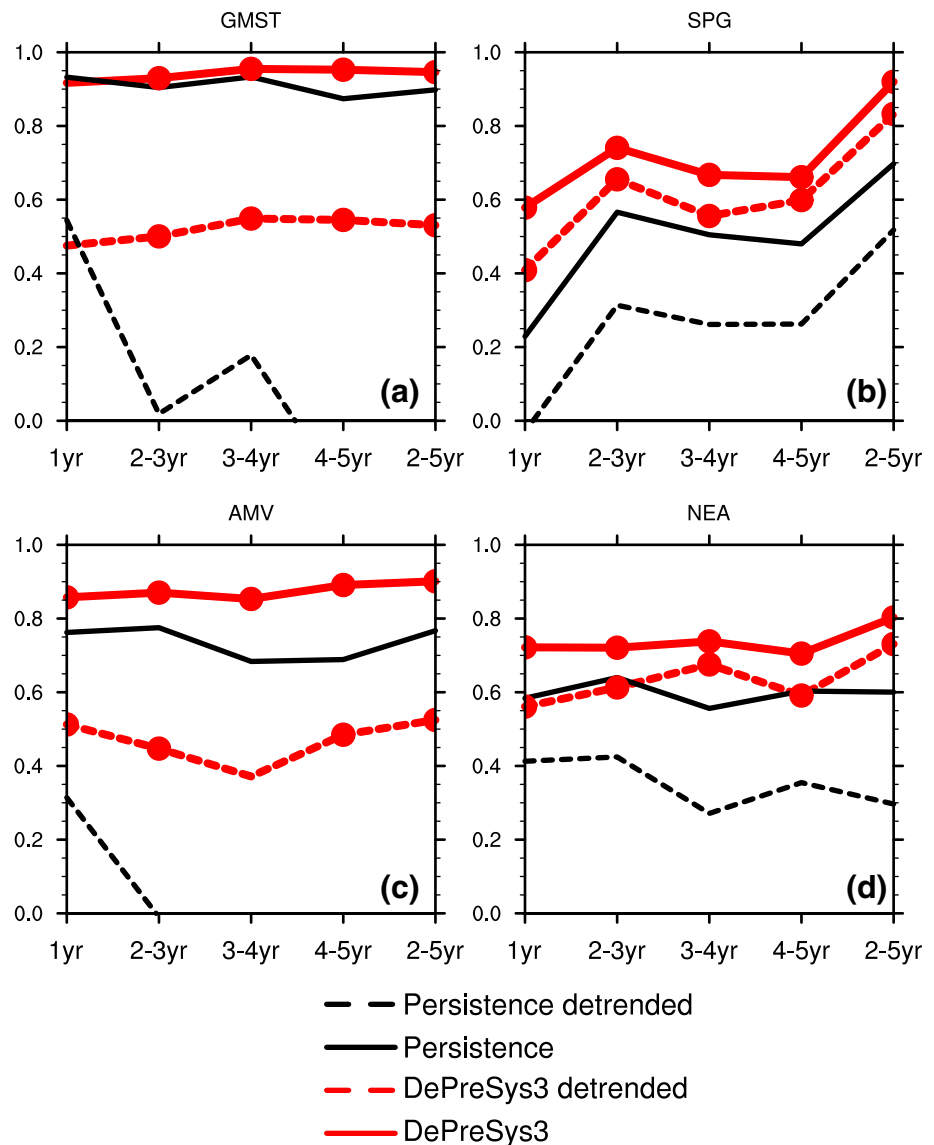 GMST SPG
1.0 1.0
0.8 0.8
0.6 0.6
0.4 0.4
0.2 0.2
0.0 (a) 0.0 (b)
1yr 2-3yr 3-4yr 4-5yr 2-5yr 1yr 2-3yr 3-4yr 4-5yr 2-5yr
AMV NEA
1.0 1.0
0.8 0.8
0.6 0.6
0.4 0.4
0.2 0.2
0.0 (c) 0.0 (d)
1yr 2-3yr 3-4yr 4-5yr 2-5yr 1yr 2-3yr 3-4yr 4-5yr 2-5yr
Persistence detrended
Persistence
DePreSys3 detrended
DePreSys3